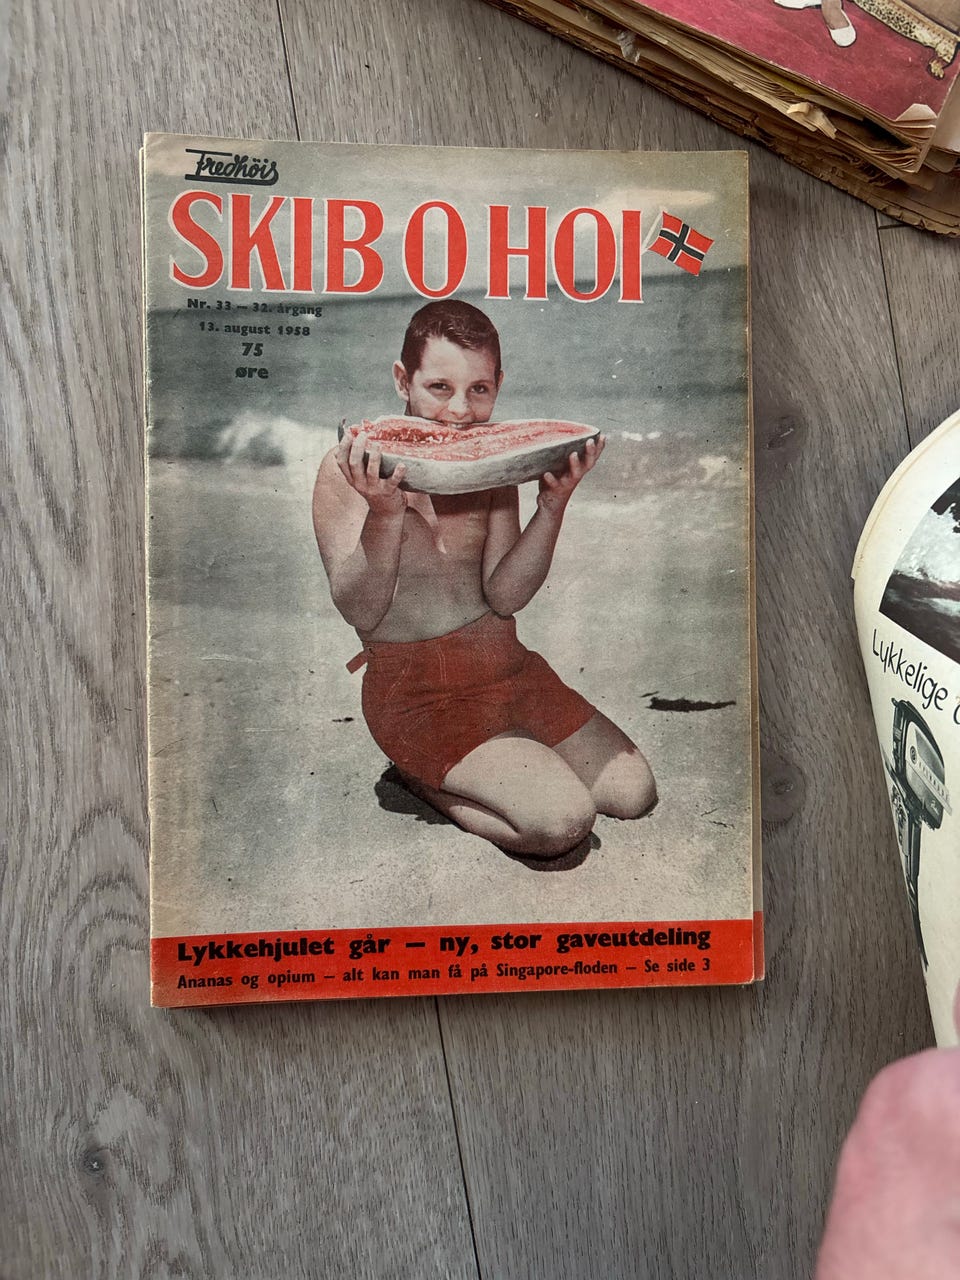 Fredhöis
SKIB O HOI
Nr. 33 — 32. årgang
13. august 1958
75
øre
Lykkehjulet går — ny, stor gaveutdeling
Ananas og opium — alt kan man få på Singapore-floden — Se side 3
Lykkelige